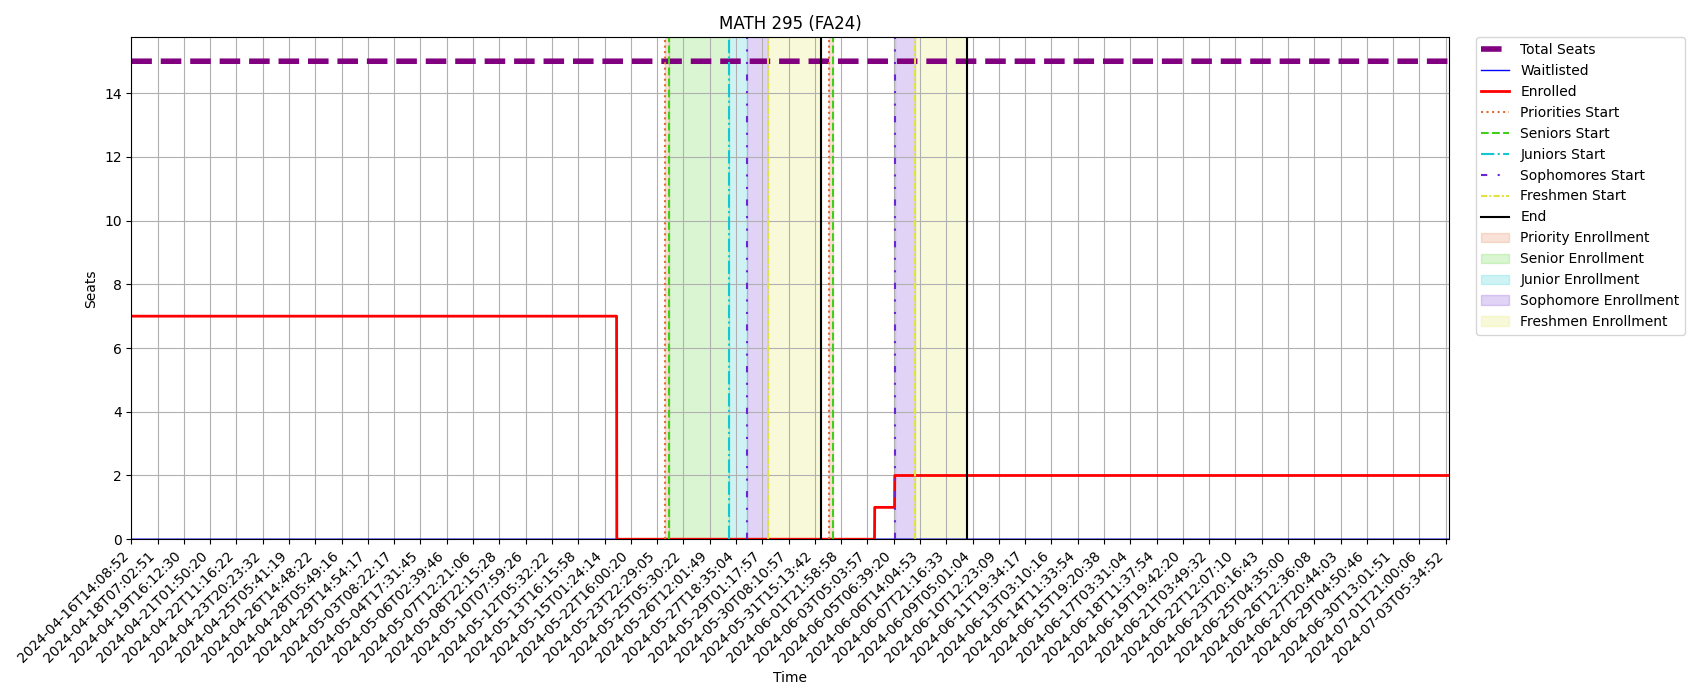 MATH 295 (FA24)
Seats
14
12
10
8
6
4
2
0
2024-04-16T14:08:52
2024-04-18T07:02:51
2024-04-19T16:12:30
2024-04-21T01:50:20
2024-04-22T11:16:22
2024-04-23T20:23:32
2024-04-25T05:41:19
2024-04-26T14:48:22
2024-04-28T05:49:16
2024-04-29T14:54:17
2024-05-03T08:22:17
2024-05-04T17:31:45
2024-05-06T02:39:46
2024-05-07T12:21:06
2024-05-08T22:15:28
2024-05-10T07:59:26
2024-05-12T05:32:22
2024-05-13T16:15:58
2024-05-15T01:24:14
2024-05-22T16:00:20
2024-05-23T22:29:05
2024-05-25T05:30:22
2024-05-26T12:01:49
2024-05-27T18:35:04
2024-05-29T01:17:57
2024-05-30T08:10:57
2024-05-31T15:13:42
2024-06-01T21:58:58
2024-06-03T05:03:57
2024-06-05T06:39:20
2024-06-06T14:04:53
2024-06-07T21:16:33
2024-06-09T05:01:04
2024-06-10T12:23:09
2024-06-11T19:34:17
2024-06-13T03:10:16
2024-06-14T11:33:54
2024-06-15T19:20:38
2024-06-17T03:31:04
2024-06-18T11:37:54
2024-06-19T19:42:20
2024-06-21T03:49:32
2024-06-22T12:07:10
2024-06-23T20:16:43
2024-06-25T04:35:00
2024-06-26T12:36:08
2024-06-27T20:44:03
2024-06-29T04:50:46
2024-06-30T13:01:51
2024-07-01T21:00:06
2024-07-03T05:34:52
Time
Total Seats
Waitlisted
Enrolled
Priorities Start
Seniors Start
Juniors Start
Sophomores Start
Freshmen Start
End
Priority Enrollment
Senior Enrollment
Junior Enrollment
Sophomore Enrollment
Freshmen Enrollment